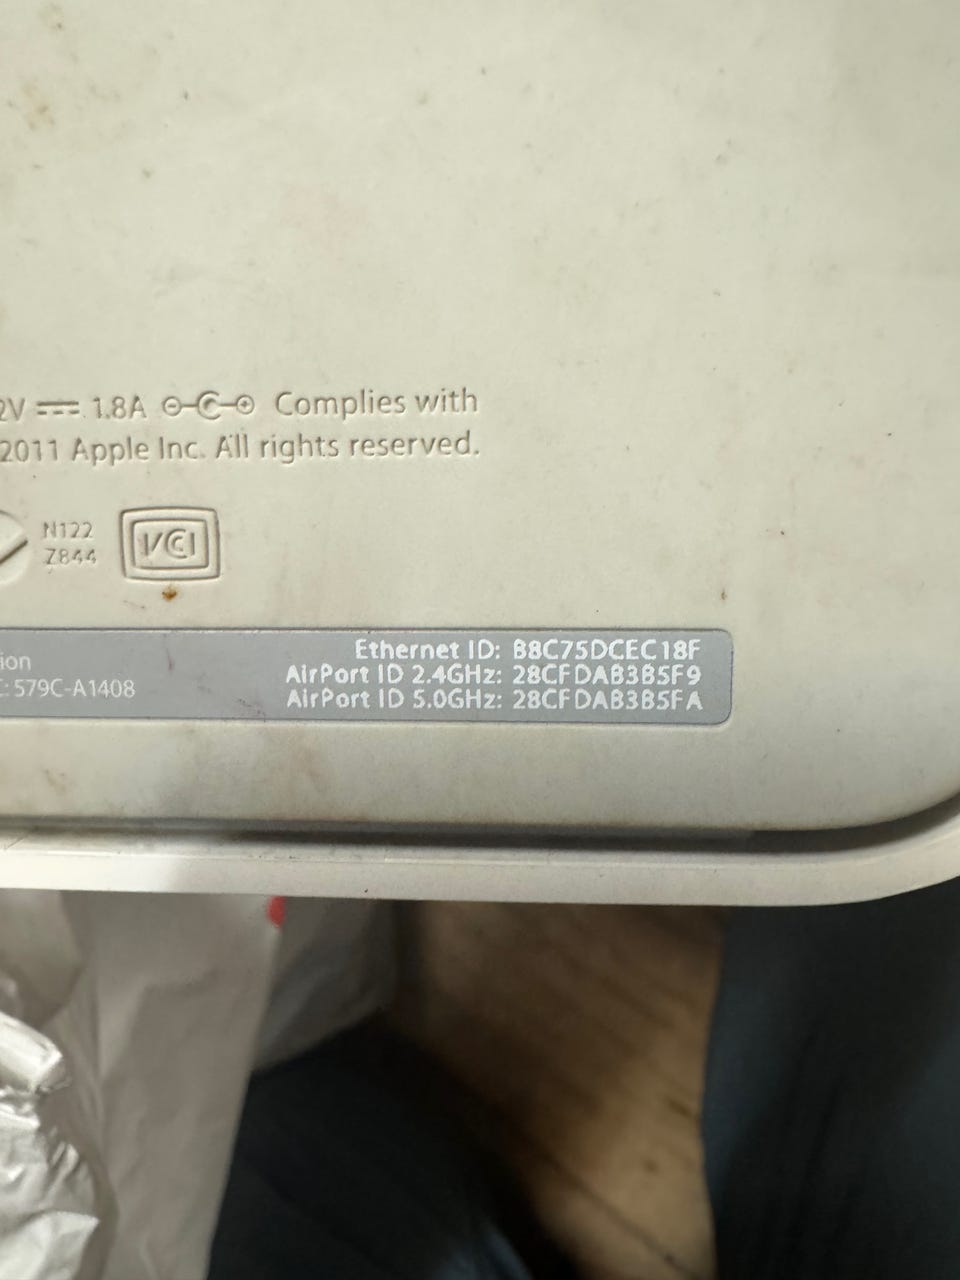 2V ⎓ 1.8A Complies with
2011 Apple Inc. All rights reserved.
N122
Z844
VCCI
Ethernet ID: B8C75DCEC18F
ion
AirPort ID 2.4GHz: 28CFDAB3B5F9
C: 579C-A1408
AirPort ID 5.0GHz: 28CFDAB3B5FA